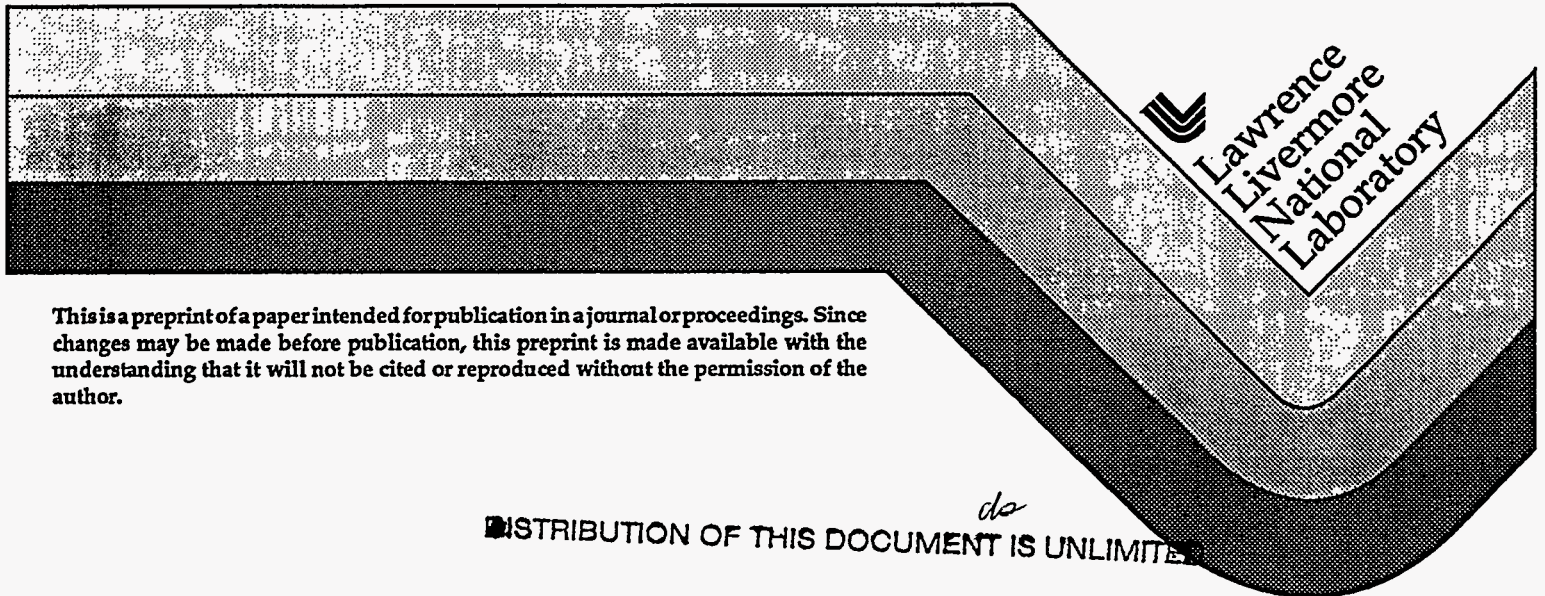 Lawrence
Livermore
National
Laboratory
This is a preprint of a paper intended for publication in a journal or proceedings. Since
changes may be made before publication, this preprint is made available with the
understanding that it will not be cited or reproduced without the permission of the
author.
DISTRIBUTION OF THIS DOCUMENT IS UNLIMITED